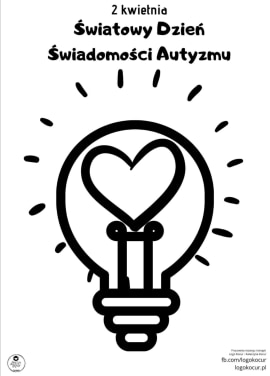 2 kwietnia
Światowy Dzień
Świadomości Autyzmu
fb.com/logokocur
logokocur.pl